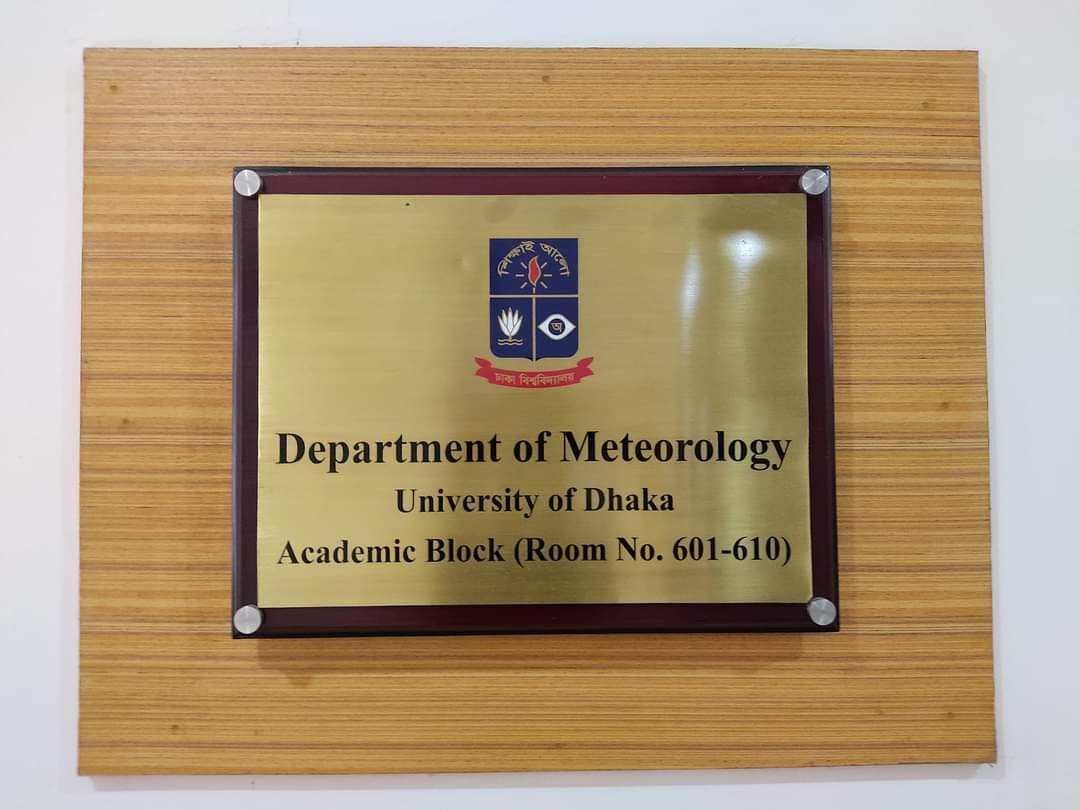 শিক্ষাই আলো
অ
ঢাকা বিশ্ববিদ্যালয়
Department of Meteorology
University of Dhaka
Academic Block (Room No. 601-610)